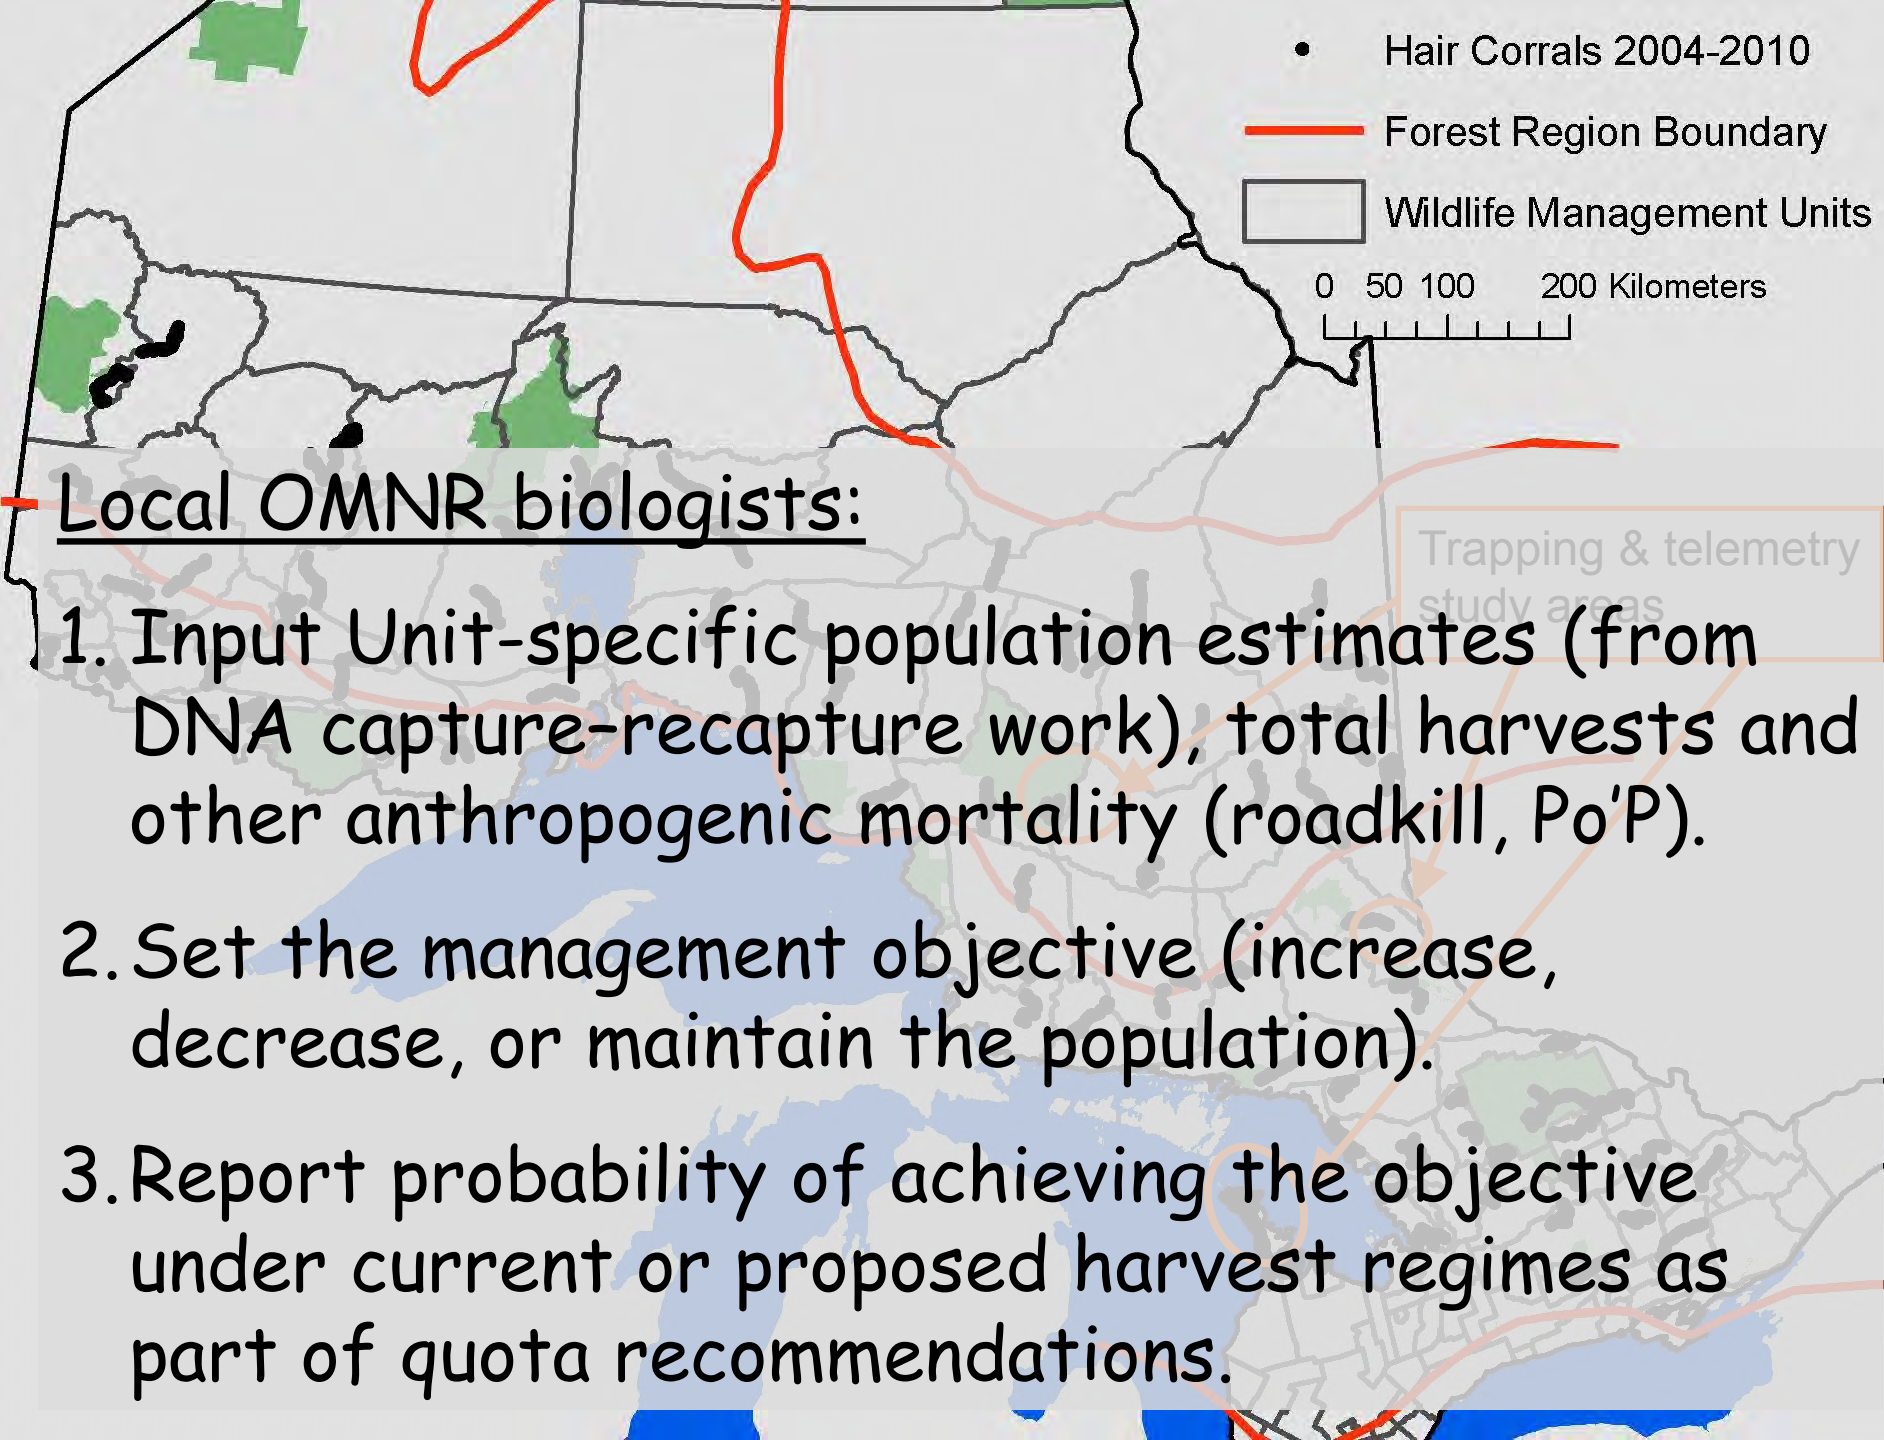 Hair Corrals 2004-2010
Forest Region Boundary
Wildlife Management Units
0 50 100 200 Kilometers
Local OMNR biologists:
Trapping & telemetry
study areas
1. Input Unit-specific population estimates (from
DNA capture-recapture work), total harvests and
other anthropogenic mortality (roadkill, Po'P).
2. Set the management objective (increase,
decrease, or maintain the population).
3. Report probability of achieving the objective
under current or proposed harvest regimes as
part of quota recommendations.